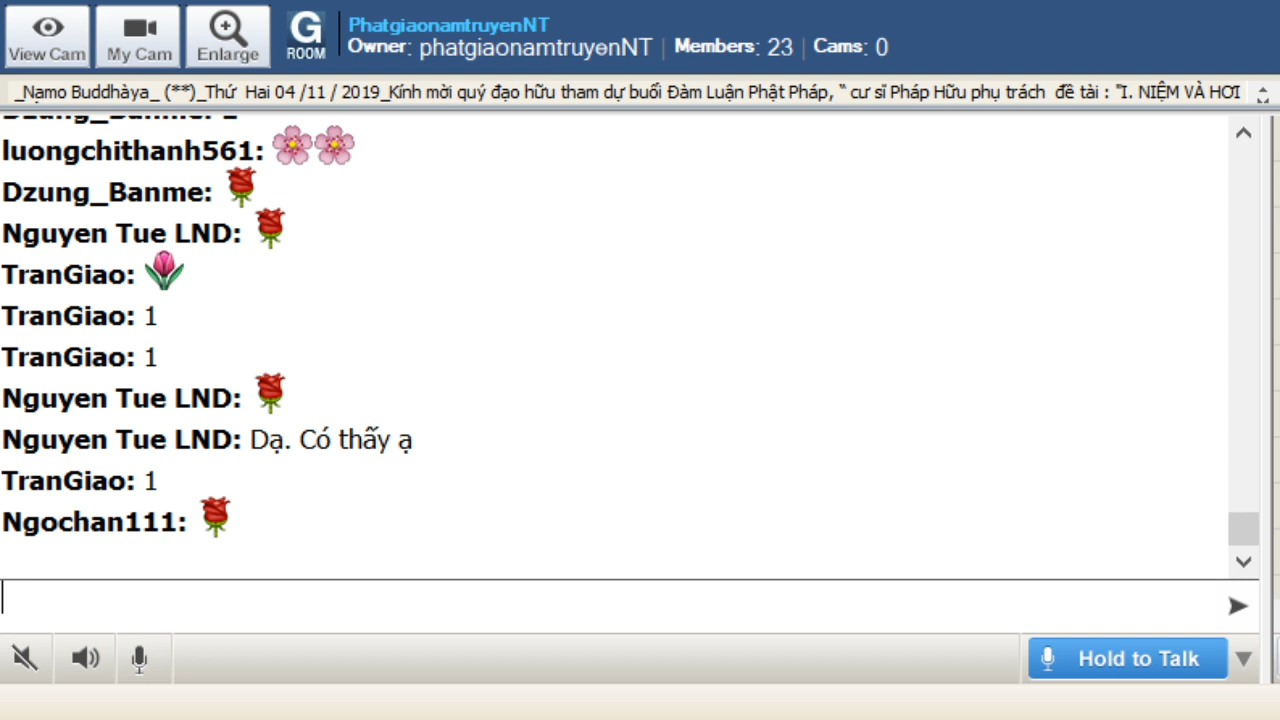 View Cam
My Cam
Enlarge
G
ROOM
PhatgiaonamtruyenNT
Owner: phatgiaonamtruyenNT | Members: 23 | Cams: 0
_Nạmo Buddhàya_ (**)_Thứ Hai 04 /11 / 2019_Kính mời quý đạo hữu tham dự buổi Đàm Luận Phật Pháp, “ cư sĩ Pháp Hữu phụ trách đề tài : "I. NIỆM VÀ HƠI
Dzung_Banme: 1
luongchithanh561:
Dzung_Banme:
Nguyen Tue LND:
TranGiao:
TranGiao: 1
TranGiao: 1
Nguyen Tue LND:
Nguyen Tue LND: Dạ. Có thấy ạ
TranGiao: 1
Ngochan111:
Hold to Talk